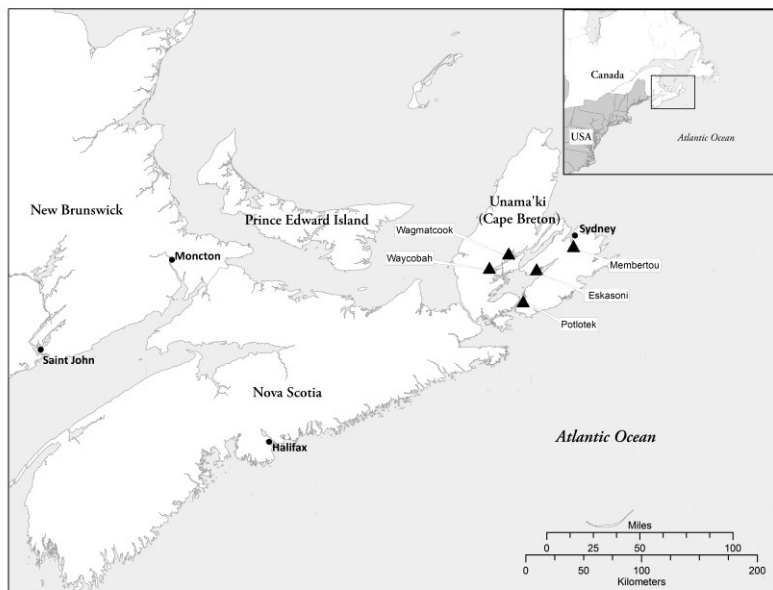 Canada
USA
Atlantic Ocean
New Brunswick
Prince Edward Island
Unama'ki
(Cape Breton)
Sydney
Wagmatcook
Moncton
Waycobah
Membertou
Eskasoni
Potlotek
Saint John
Nova Scotia
Halifax
Atlantic Ocean
Miles
0 25 50 100
0 50 100 200
Kilometers